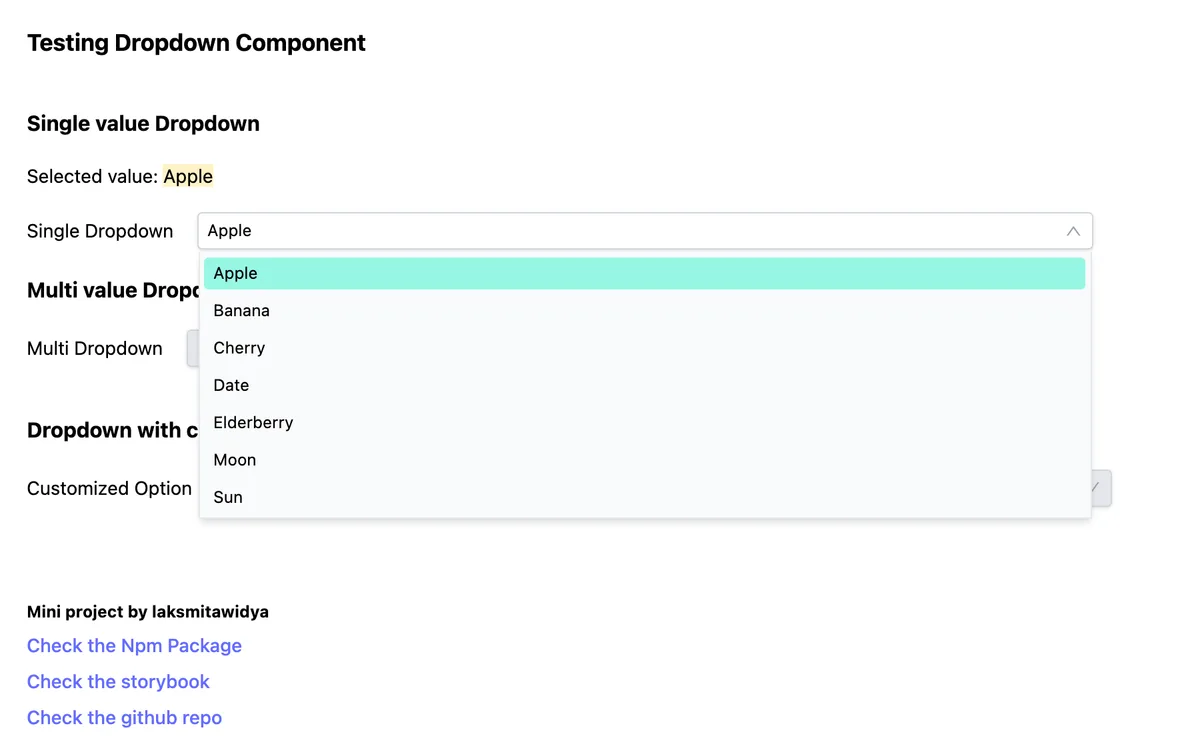 Testing Dropdown Component
Single value Dropdown
Selected value: Apple
Single Dropdown Apple
Apple
Multi value
Banana
Multi Dropdown
Cherry
Date
Elderberry
Dropdown with
Moon
Customized Option
Sun
Mini project by laksmitawidya
Check the Npm Package
Check the storybook
Check the github repo